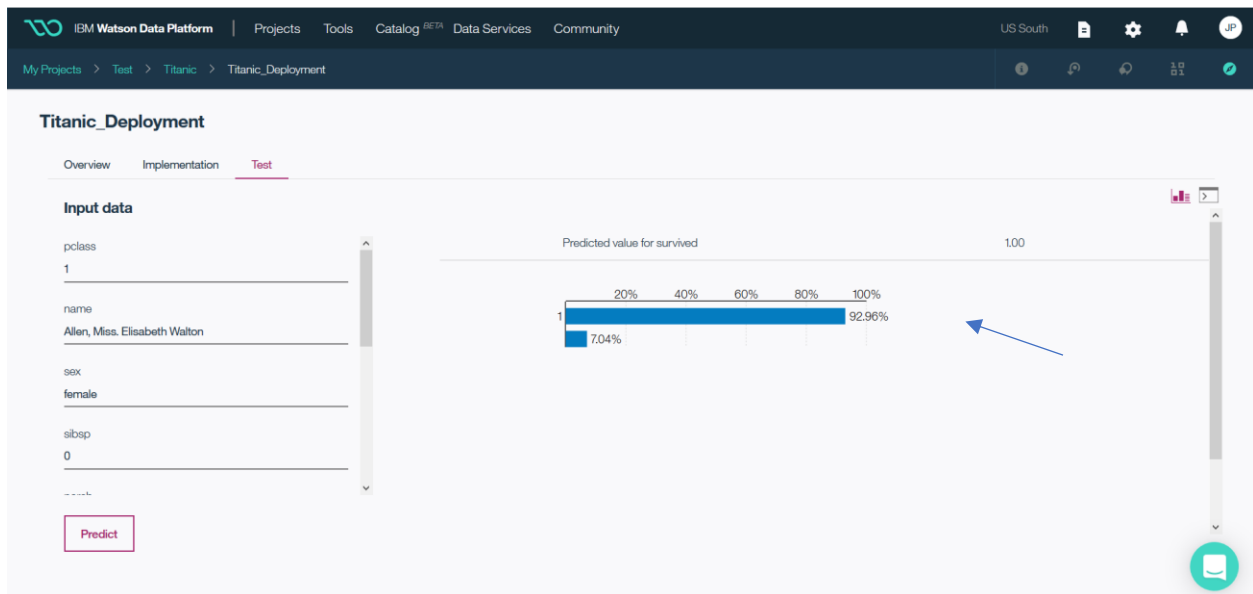 IBM Watson Data Platform | Projects Tools Catalog BETA Data Services Community US South JP
My Projects > Test > Titanic > Titanic_Deployment
Titanic_Deployment
Overview Implementation Test
Input data
pclass
1
name
Allen, Miss. Elisabeth Walton
sex
female
sibsp
0
Predict
Predicted value for survived 1.00
20% 40% 60% 80% 100%
1 92.96%
7.04%